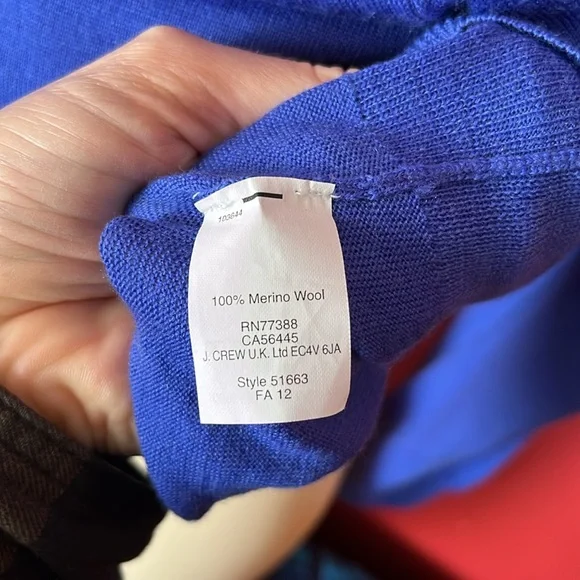 103644
100% Merino Wool
RN77388
CA56445
J. CREW U.K. Ltd EC4V 6JA
Style 51663
FA 12